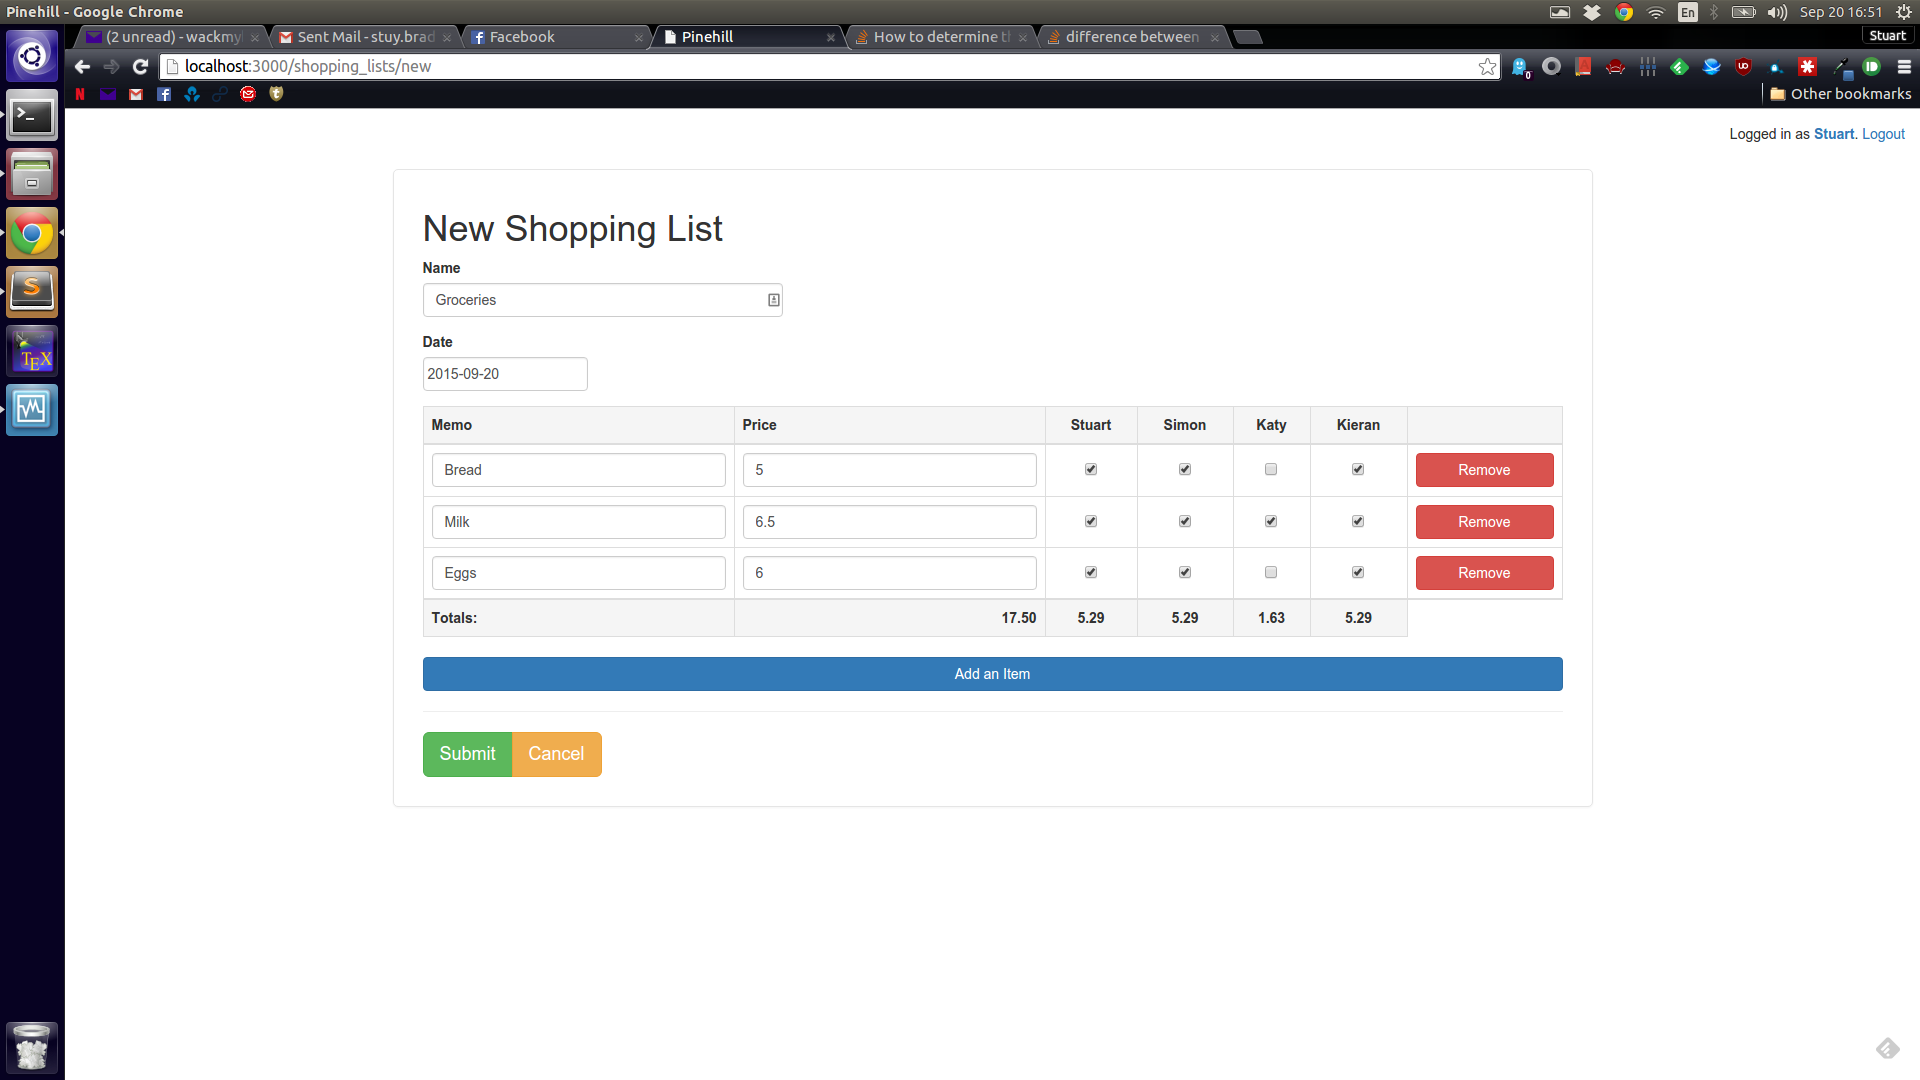 Pinehill - Google Chrome
En
Sep 20 16:51
(2 unread) - wackmy
Sent Mail - stuy.brad
Facebook
Pinehill
How to determine t
difference between
Stuart
localhost:3000/shopping_lists/new
Other bookmarks
Logged in as Stuart. Logout
New Shopping List
Name
Groceries
Date
2015-09-20
Memo Price Stuart Simon Katy Kieran
Bread 5 Remove
Milk 6.5 Remove
Eggs 6 Remove
Totals: 17.50 5.29 5.29 1.63 5.29
Add an Item
Submit Cancel